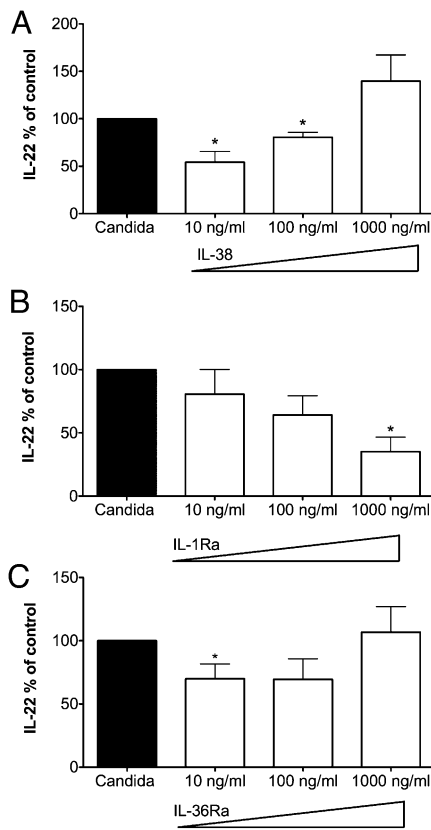 A
IL-22 % of control
200
150
100
50
0
*
*
Candida
10 ng/ml
100 ng/ml
1000 ng/ml
IL-38
B
IL-22 % of control
150
100
50
0
*
Candida
10 ng/ml
100 ng/ml
1000 ng/ml
IL-1Ra
C
IL-22 % of control
150
100
50
0
*
Candida
10 ng/ml
100 ng/ml
1000 ng/ml
IL-36Ra